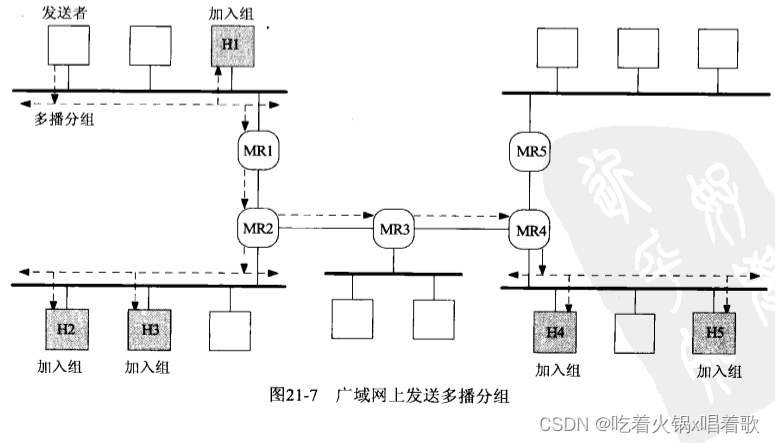 发送者
加入组
H1
多播分组
MR1
MR5
MR2
MR3
MR4
H2
H3
H4
H5
加入组
加入组
加入组
加入组
图21-7 广域网上发送多播分组
CSDN @吃着火锅x唱着歌